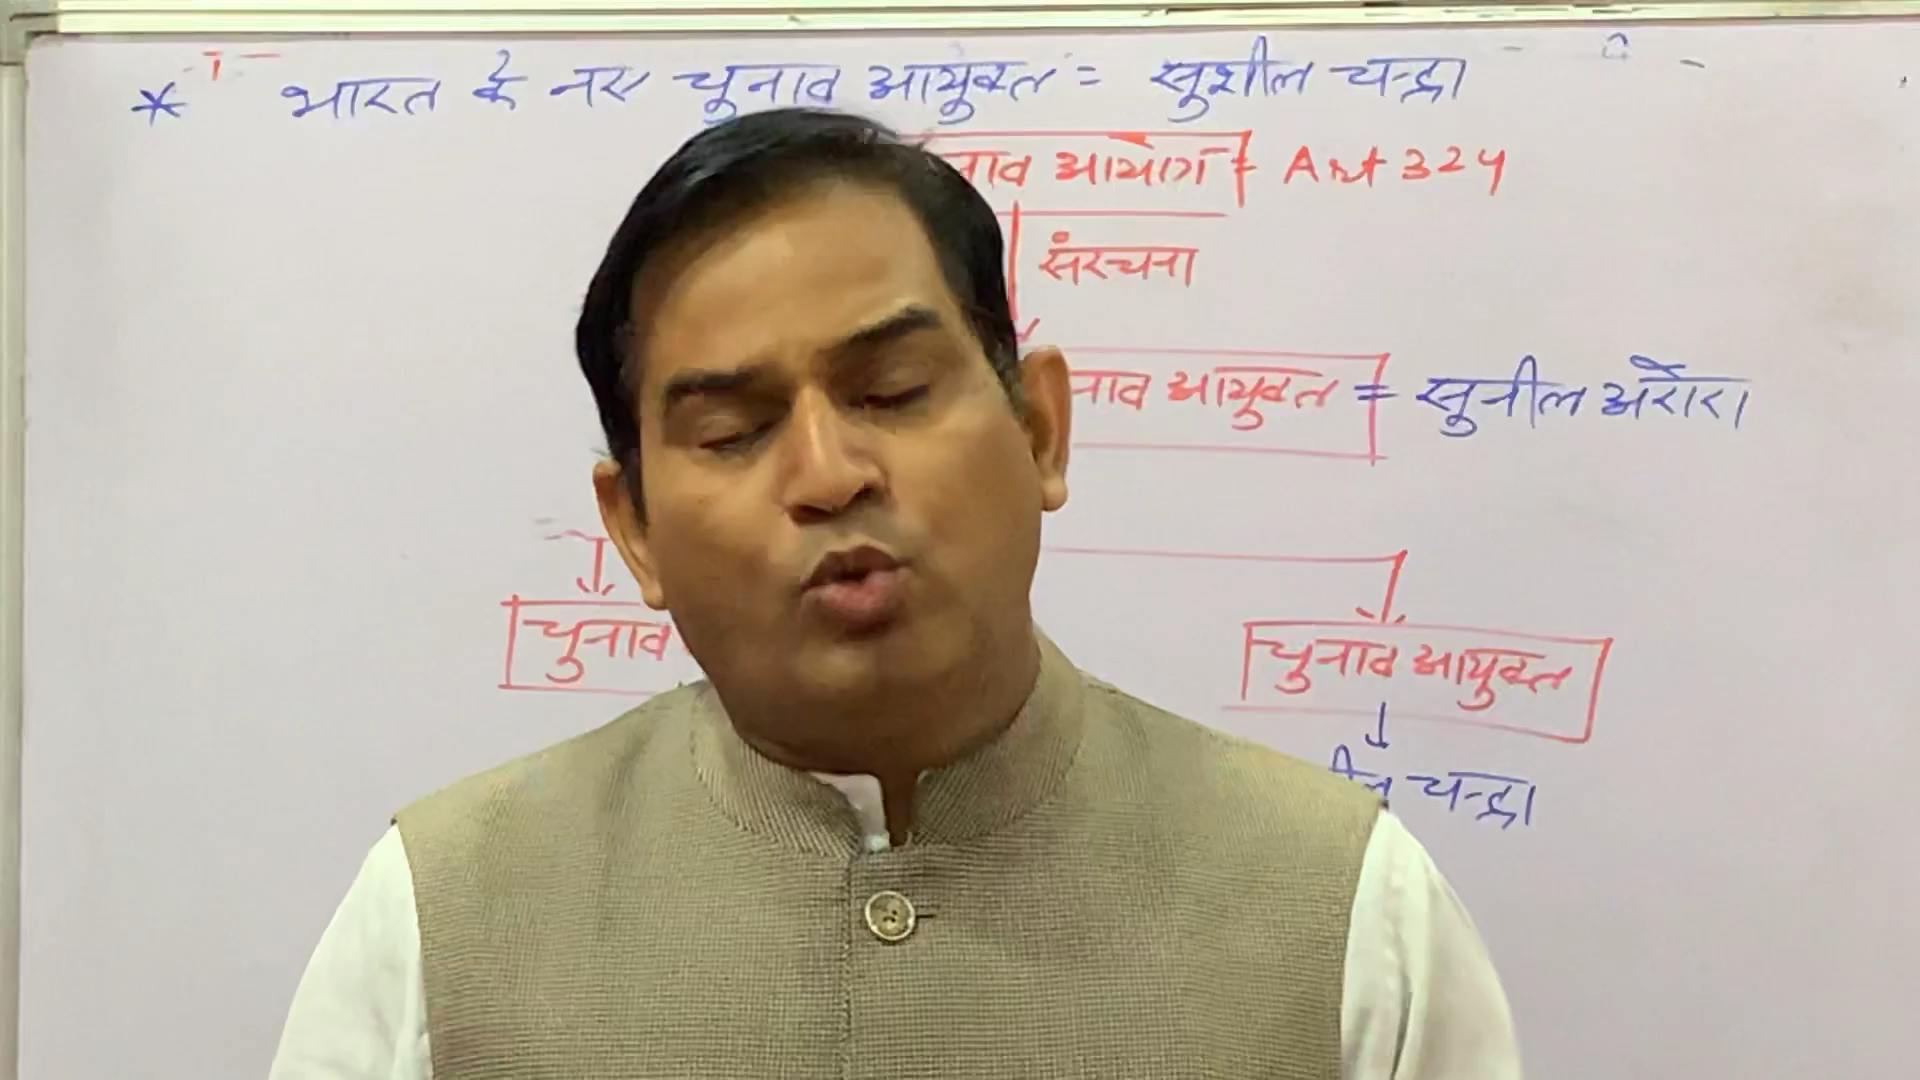 * भारत के नए चुनाव आयुक्त = सुशील चन्द्रा
आयोग = Art 324
संरचना
आयुक्त = सुनील अरोरा
चुनाव
चुनाव आयुक्त
चन्द्रा